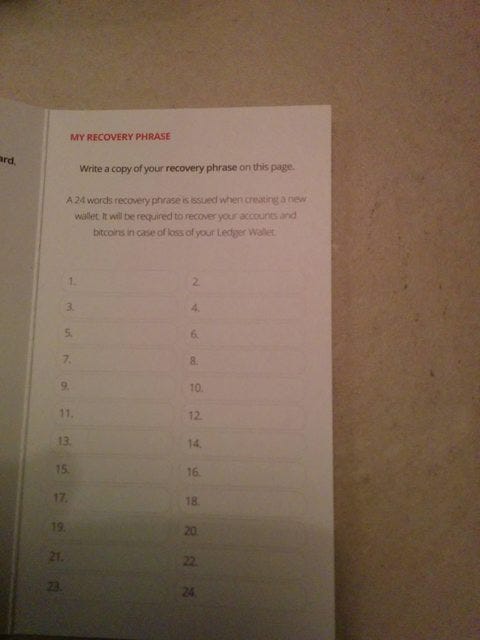 ard.
MY RECOVERY PHRASE
Write a copy of your recovery phrase on this page.
A 24 words recovery phrase is issued when creating a new
wallet. It will be required to recover your accounts and
bitcoins in case of loss of your Ledger Wallet.
1. 2.
3. 4.
5. 6.
7. 8.
9. 10.
11. 12.
13. 14.
15. 16.
17. 18.
19. 20.
21. 22.
23. 24.